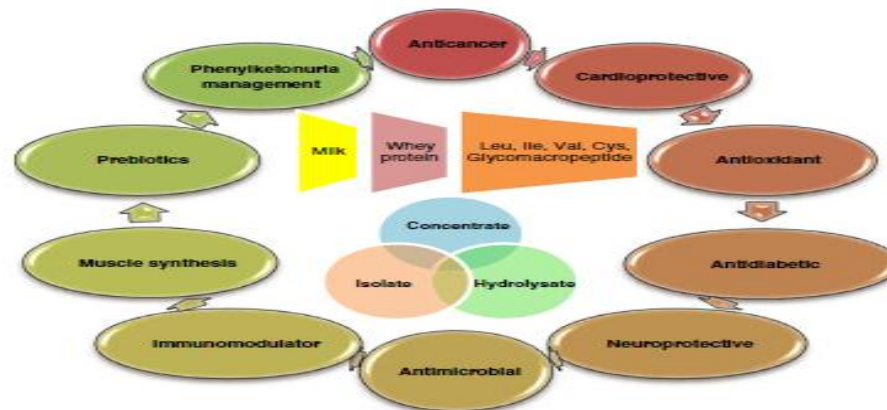 Anticancer
Phenylketonuria
management
Cardioprotective
Milk
Whey
protein
Leu, Ile, Val, Cys,
Glycomacropeptide
Prebiotics
Antioxidant
Concentrate
Muscle synthesis
Isolate
Hydrolysate
Antidiabetic
Immunomodulator
Neuroprotective
Antimicrobial